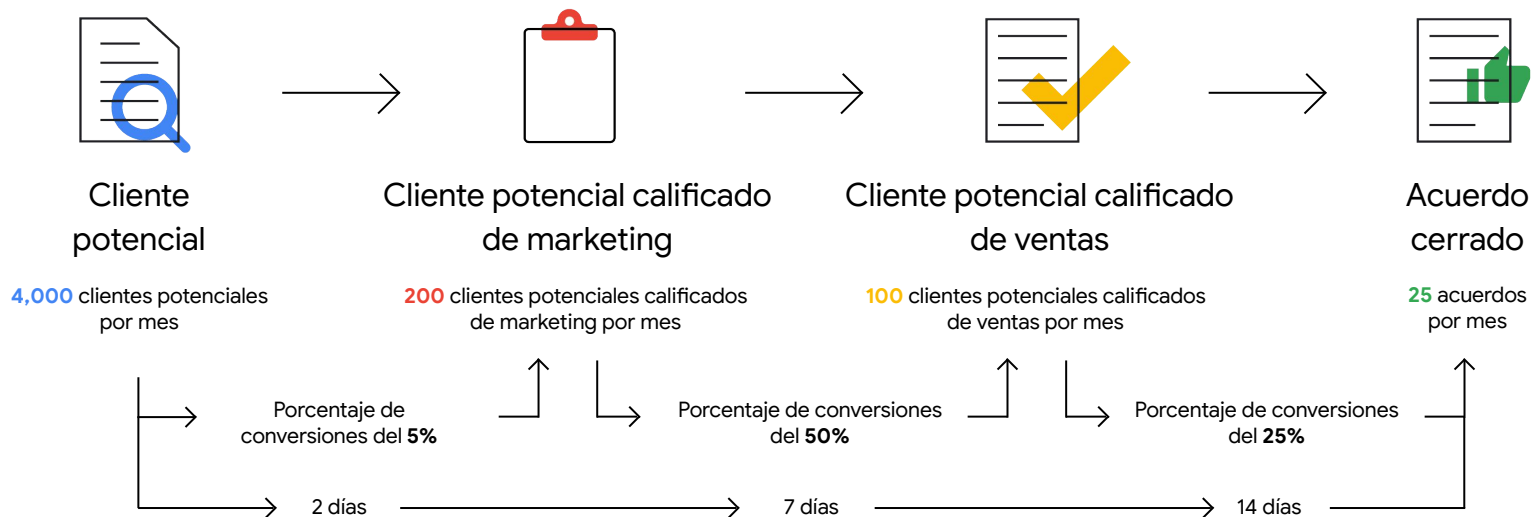 Cliente
potencial
4,000 clientes potenciales
por mes
Cliente potencial calificado
de marketing
200 clientes potenciales calificados
de marketing por mes
Cliente potencial calificado
de ventas
100 clientes potenciales calificados
de ventas por mes
Acuerdo
cerrado
25 acuerdos
por mes
Porcentaje de
conversiones del 5%
Porcentaje de conversiones
del 50%
Porcentaje de conversiones
del 25%
2 días
7 días
14 días